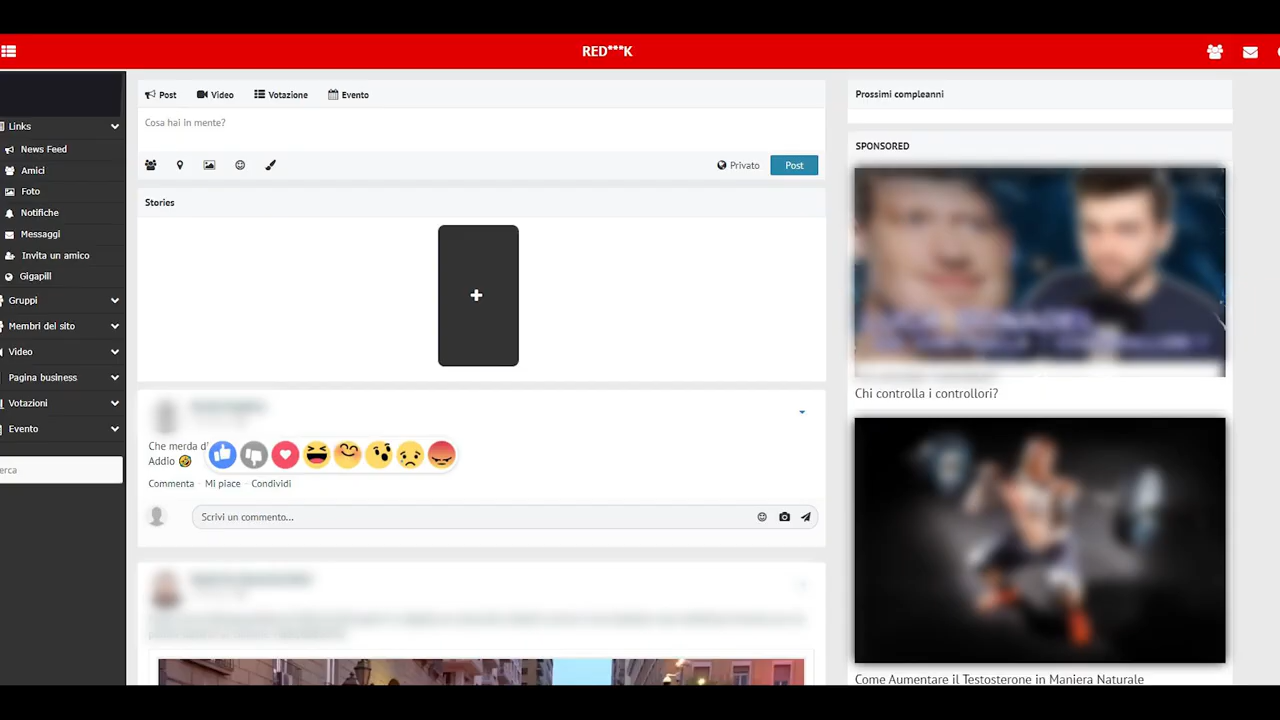 RED***K
Links
News Feed
Amici
Foto
Notifiche
Messaggi
Invita un amico
Gigapill
Gruppi
Membri del sito
Video
Pagina business
Votazioni
Evento
erca
Post Video Votazione Evento
Cosa hai in mente?
Privato Post
Stories
Che merda d'
Addio
Commenta Mi piace Condividi
Scrivi un commento...
Prossimi compleanni
SPONSORED
Chi controlla i controllori?
Come Aumentare il Testosterone in Maniera Naturale